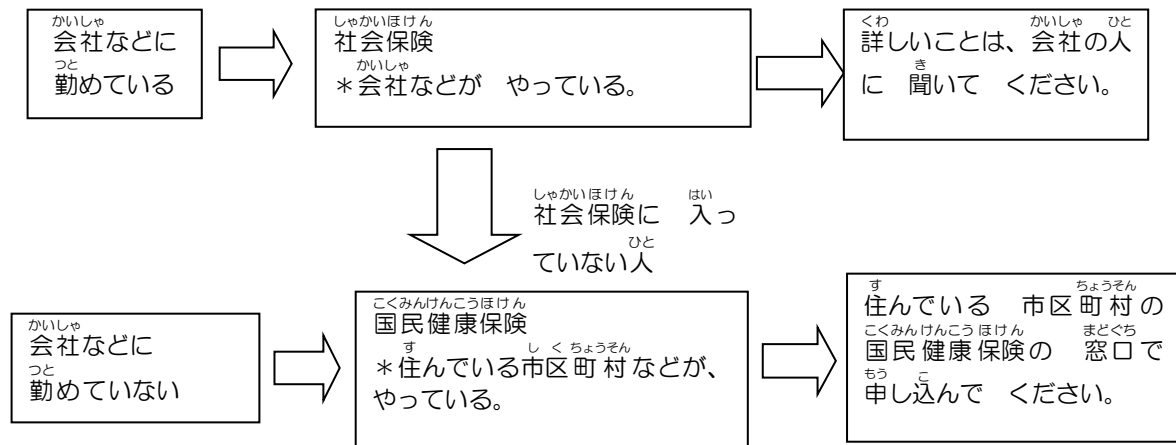 会社などに
勤めている
社会保険
＊会社などが　やっている。
詳しいことは、会社の人
に　聞いて　ください。
社会保険に　入っ
ていない人
会社などに
勤めていない
国民健康保険
＊住んでいる市区町村などが、
やっている。
住んでいる　市区町村の
国民健康保険の　窓口で
申し込んで　ください。